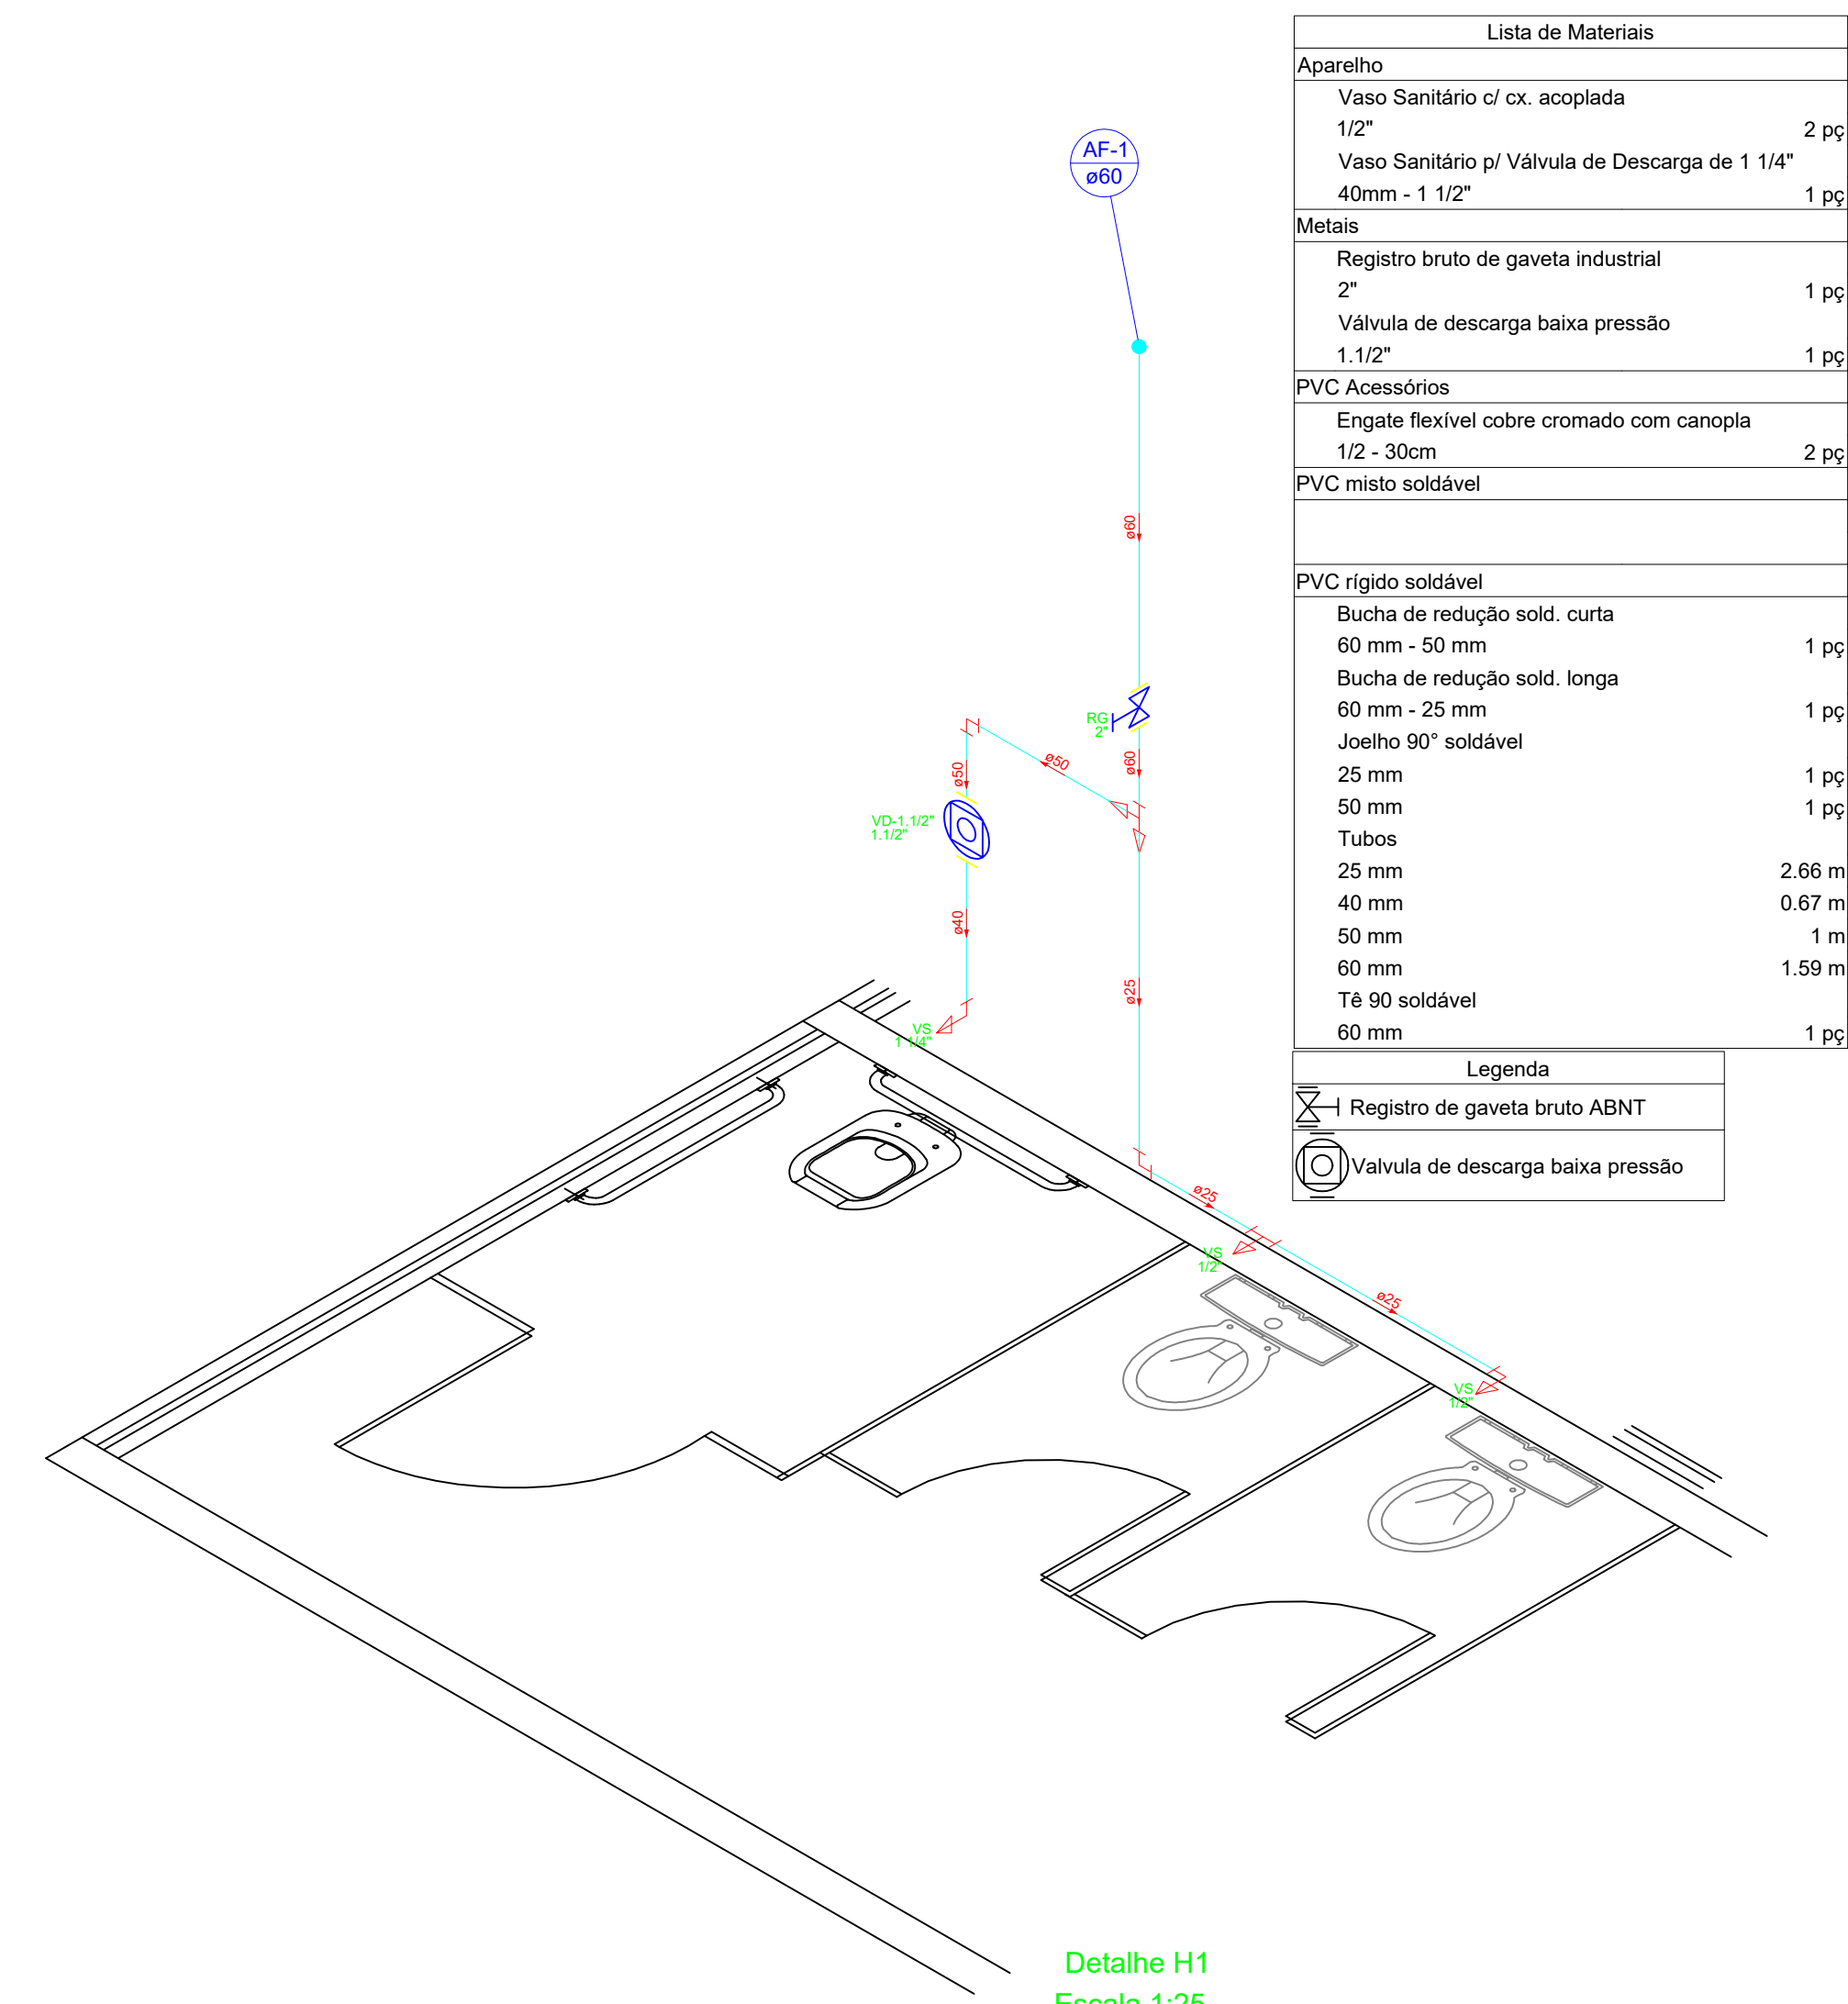 Lista de Materiais
Aparelho
Vaso Sanitário c/ cx. acoplada
1/2" 2 pç
Vaso Sanitário p/ Válvula de Descarga de 1 1/4"
40mm - 1 1/2" 1 pç
Metais
Registro bruto de gaveta industrial
2" 1 pç
Válvula de descarga baixa pressão
1.1/2" 1 pç
PVC Acessórios
Engate flexível cobre cromado com canopla
1/2 - 30cm 2 pç
PVC misto soldável
PVC rígido soldável
Bucha de redução sold. curta
60 mm - 50 mm 1 pç
Bucha de redução sold. longa
60 mm - 25 mm 1 pç
Joelho 90° soldável
25 mm 1 pç
50 mm 1 pç
Tubos
25 mm 2.66 m
40 mm 0.67 m
50 mm 1 m
60 mm 1.59 m
Tê 90 soldável
60 mm 1 pç
Legenda
Registro de gaveta bruto ABNT
Valvula de descarga baixa pressão
AF-1
ø60
ø60
RG
2"
ø50
ø60
ø50
VD-1.1/2"
1.1/2"
ø40
ø25
VS
1 1/4"
ø25
VS
1/2"
ø25
VS
1/2"
Detalhe H1
Escala 1:25